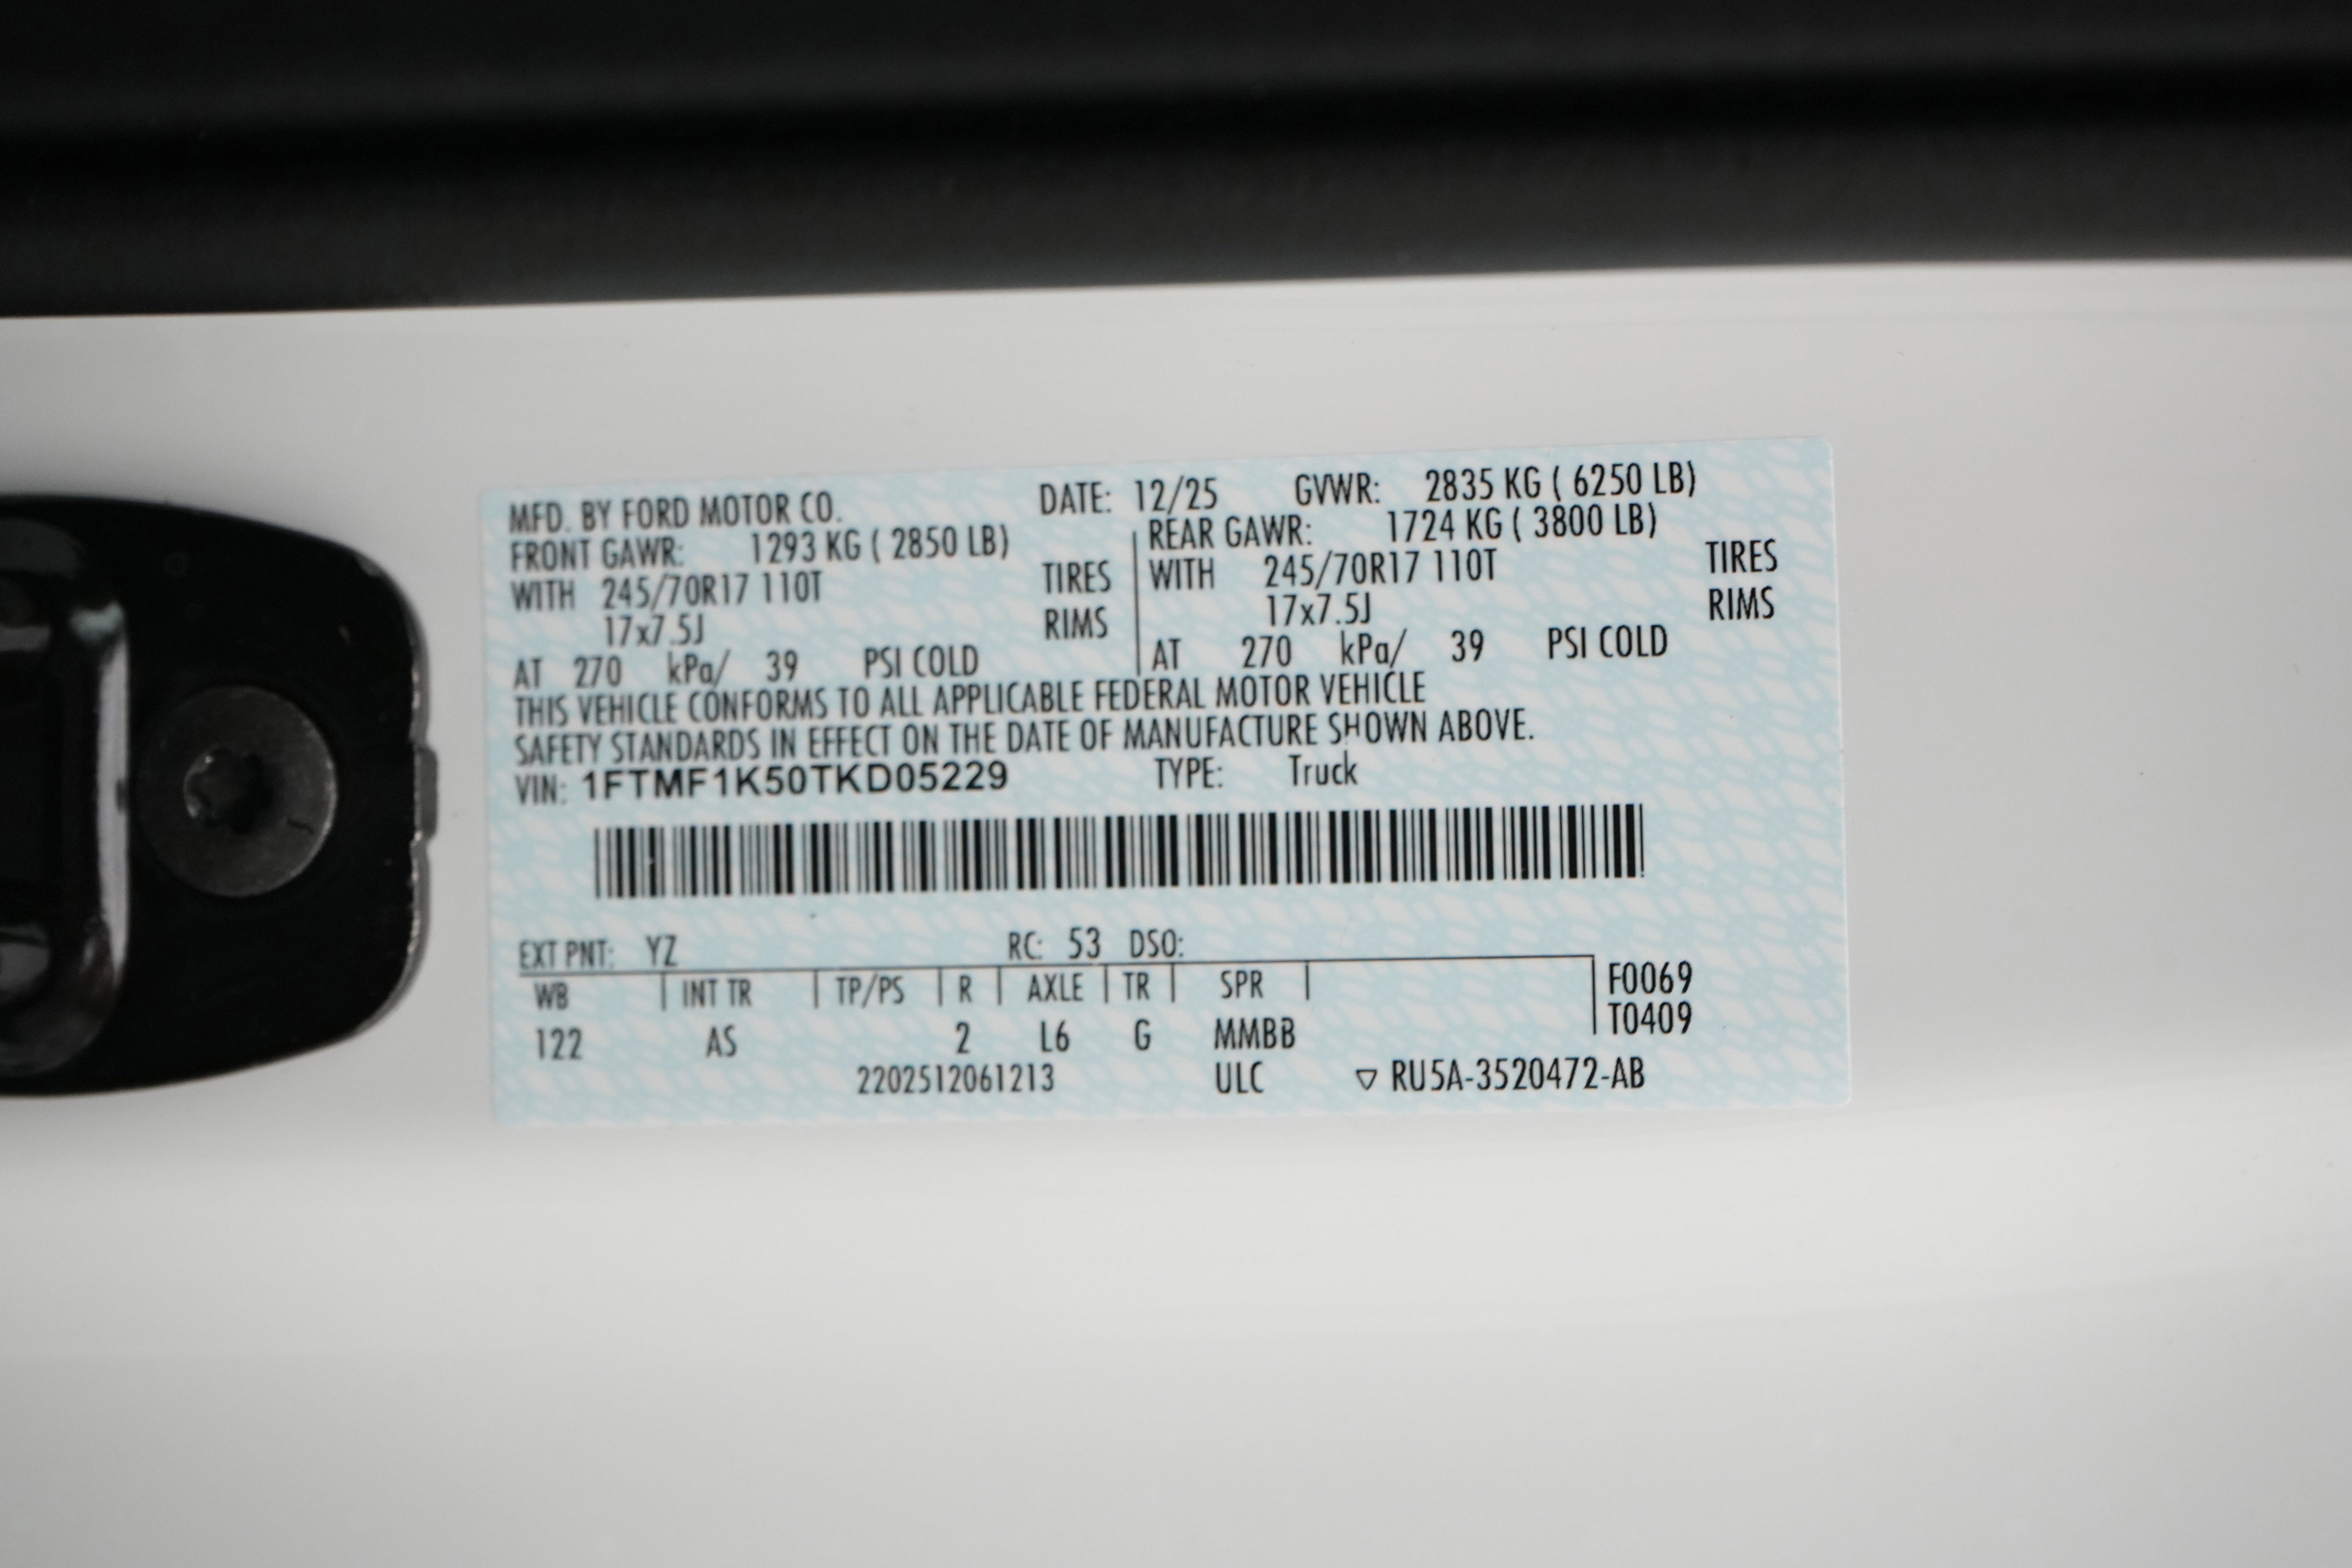 MFD. BY FORD MOTOR CO. DATE: 12/25 GVWR: 2835 KG ( 6250 LB)
FRONT GAWR: 1293 KG ( 2850 LB) REAR GAWR: 1724 KG ( 3800 LB)
WITH 245/70R17 110T TIRES WITH 245/70R17 110T TIRES
17x7.5J RIMS 17x7.5J RIMS
AT 270 kPa/ 39 PSI COLD AT 270 kPa/ 39 PSI COLD
THIS VEHICLE CONFORMS TO ALL APPLICABLE FEDERAL MOTOR VEHICLE
SAFETY STANDARDS IN EFFECT ON THE DATE OF MANUFACTURE SHOWN ABOVE.
VIN: 1FTMF1K50TKD05229 TYPE: Truck
EXT PNT: YZ RC: 53 DSO:
WB INT TR TP/PS R AXLE TR SPR F0069
T0409
122 AS 2 L6 G MMBB
2202512061213 ULC ▽ RU5A-3520472-AB